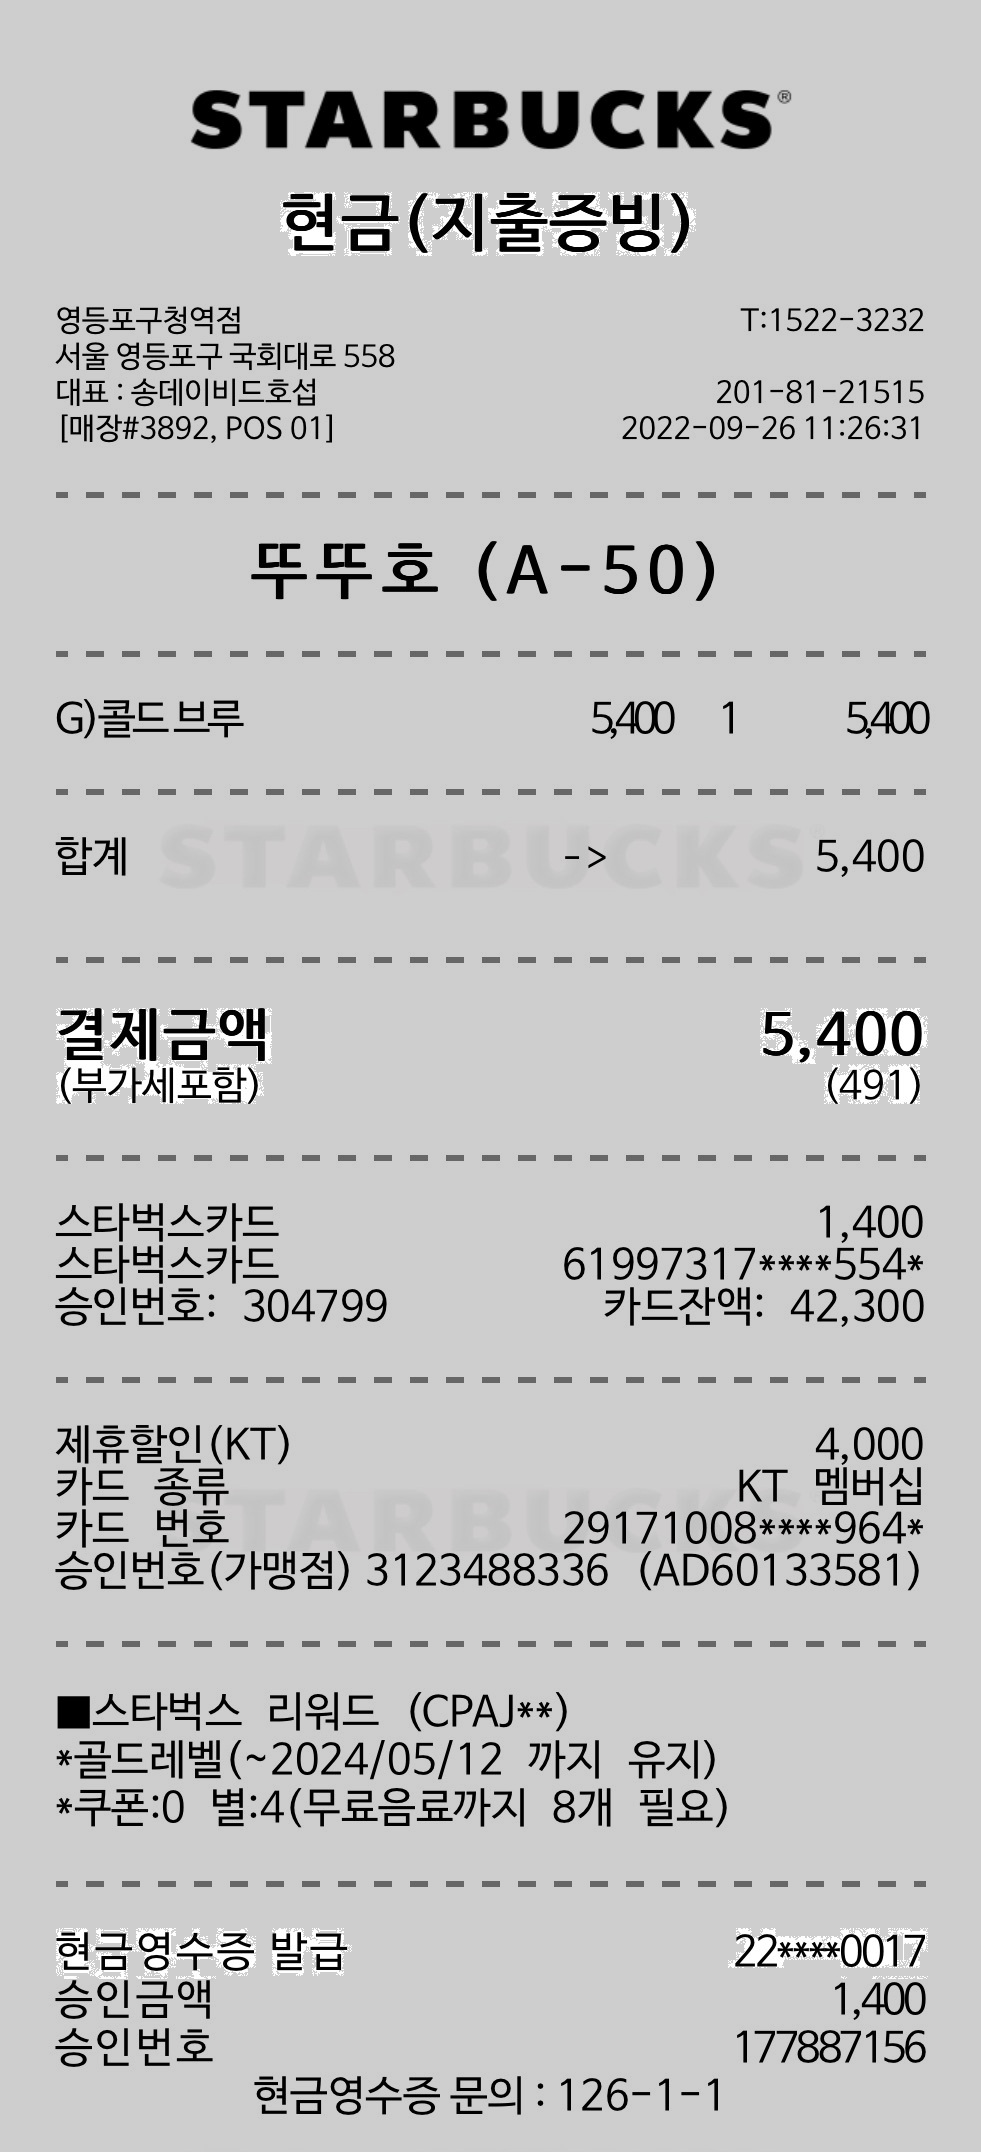 STARBUCKS®
현금(지출증빙)
영등포구청역점 T:1522-3232
서울 영등포구 국회대로 558
대표 : 송데이비드호섭 201-81-21515
[매장#3892, POS 01] 2022-09-26 11:26:31
뚜뚜호 (A-50)
G)콜드브루 5,400 1 5,400
STARBUCKS
합계 -> 5,400
결제금액 5,400
(부가세포함) (491)
스타벅스카드 1,400
스타벅스카드 61997317****554*
승인번호: 304799 카드잔액: 42,300
제휴할인(KT) 4,000
카드 종류 KT 멤버십
STARBUCKS
카드 번호 29171008****964*
승인번호(가맹점) 3123488336 (AD60133581)
■스타벅스 리워드 (CPAJ**)
*골드레벨(~2024/05/12 까지 유지)
*쿠폰:0 별:4(무료음료까지 8개 필요)
현금영수증 발급 22****0017
승인금액 1,400
승인번호 177887156
현금영수증 문의 : 126-1-1